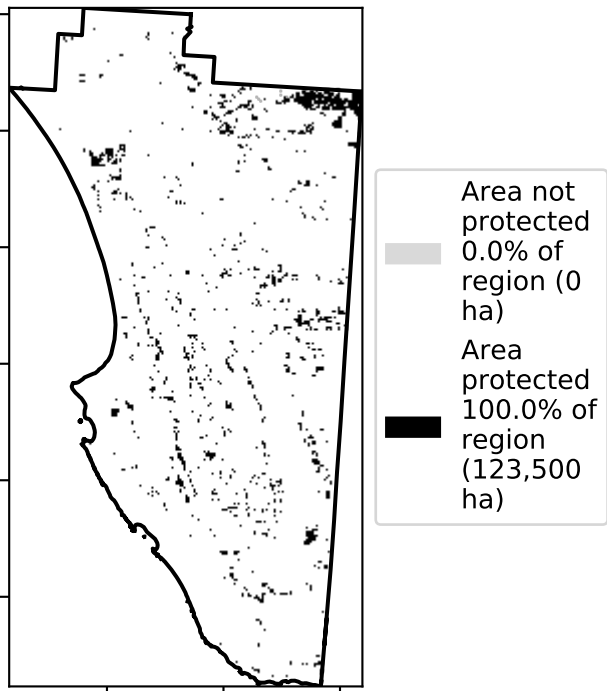 Area not
protected
0.0% of
region (0
ha)
Area
protected
100.0% of
region
(123,500
ha)